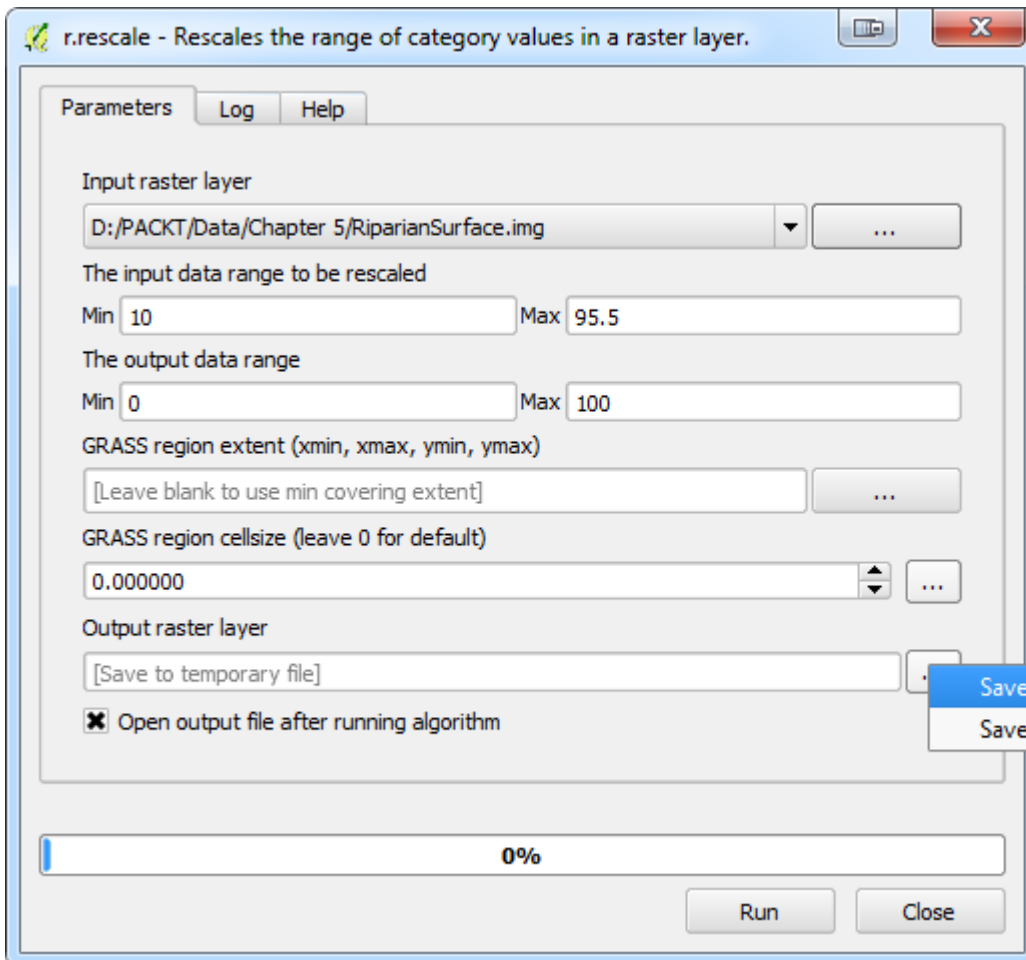 r.rescale - Rescales the range of category values in a raster layer.
Parameters Log Help
Input raster layer
D:/PACKT/Data/Chapter 5/RiparianSurface.img ...
The input data range to be rescaled
Min 10 Max 95.5
The output data range
Min 0 Max 100
GRASS region extent (xmin, xmax, ymin, ymax)
[Leave blank to use min covering extent] ...
GRASS region cellsize (leave 0 for default)
0.000000 ...
Output raster layer
[Save to temporary file]
Save
Save
Open output file after running algorithm
0%
Run Close